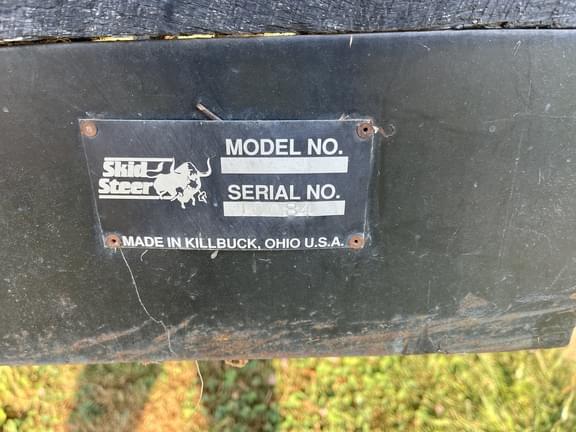 Skid
Steer
MODEL NO.
SERIAL NO.
MADE IN KILLBUCK, OHIO U.S.A.